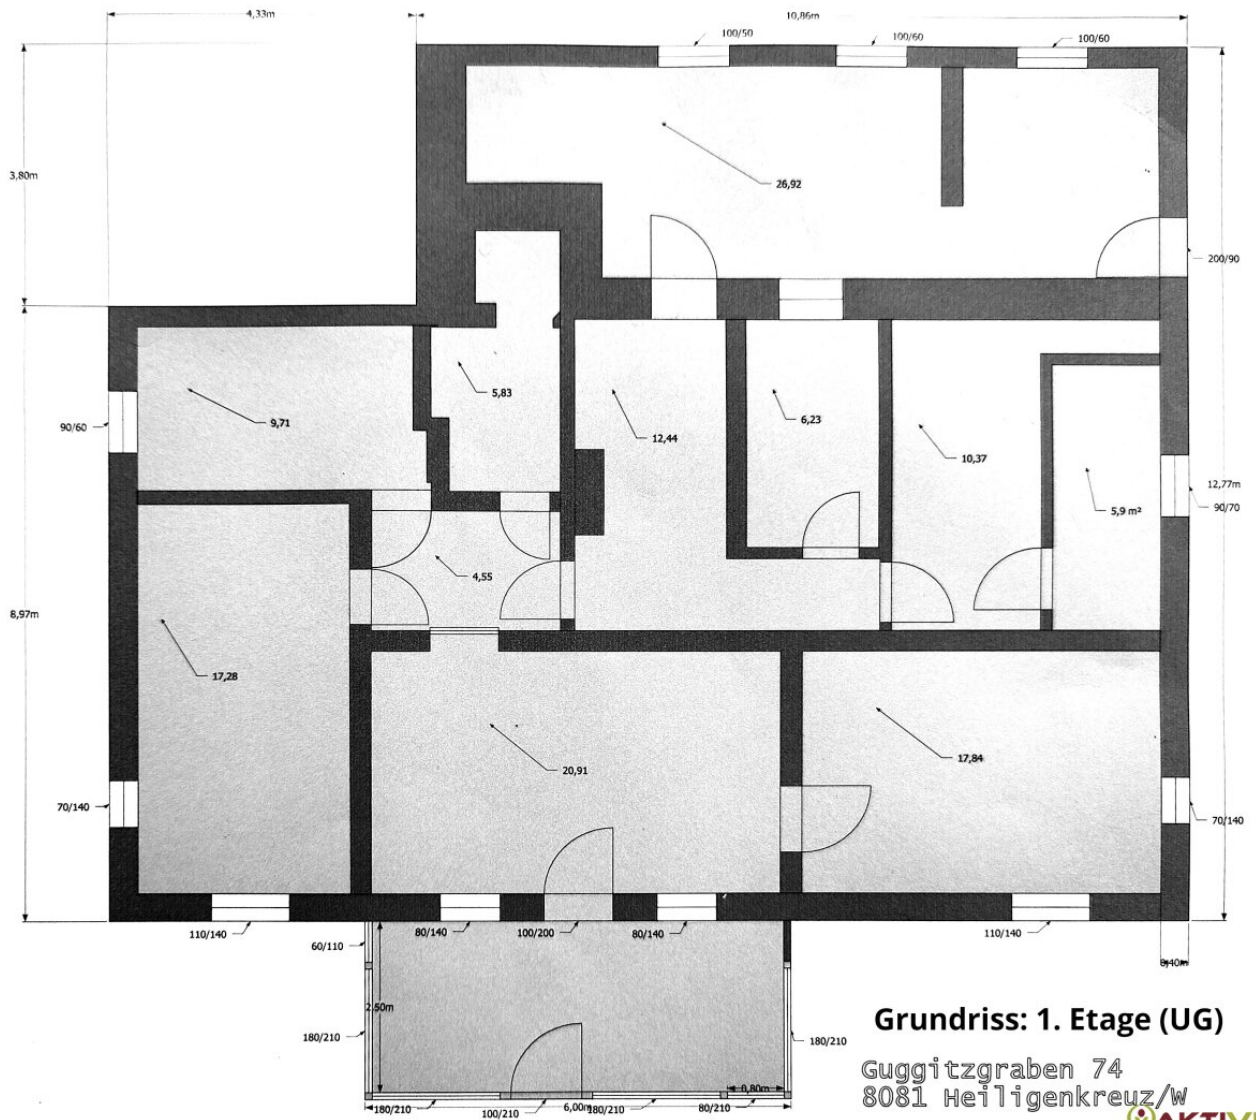 4,33m
10,86m
100/50
100/60
100/60
3,80m
26,92
200/90
5,83
9,71
90/60
12,44
6,23
10,37
12,77m
90/70
5,9 m²
4,55
8,97m
17,28
20,91
17,84
70/140
70/140
110/140
80/140
100/200
80/140
110/140
60/110
0,40m
2,50m
180/210
180/210
Grundriss: 1. Etage (UG)
Guggitzgraben 74
8081 Heiligenkreuz/W
0,80m
180/210
100/210
6,00m
180/210
80/210